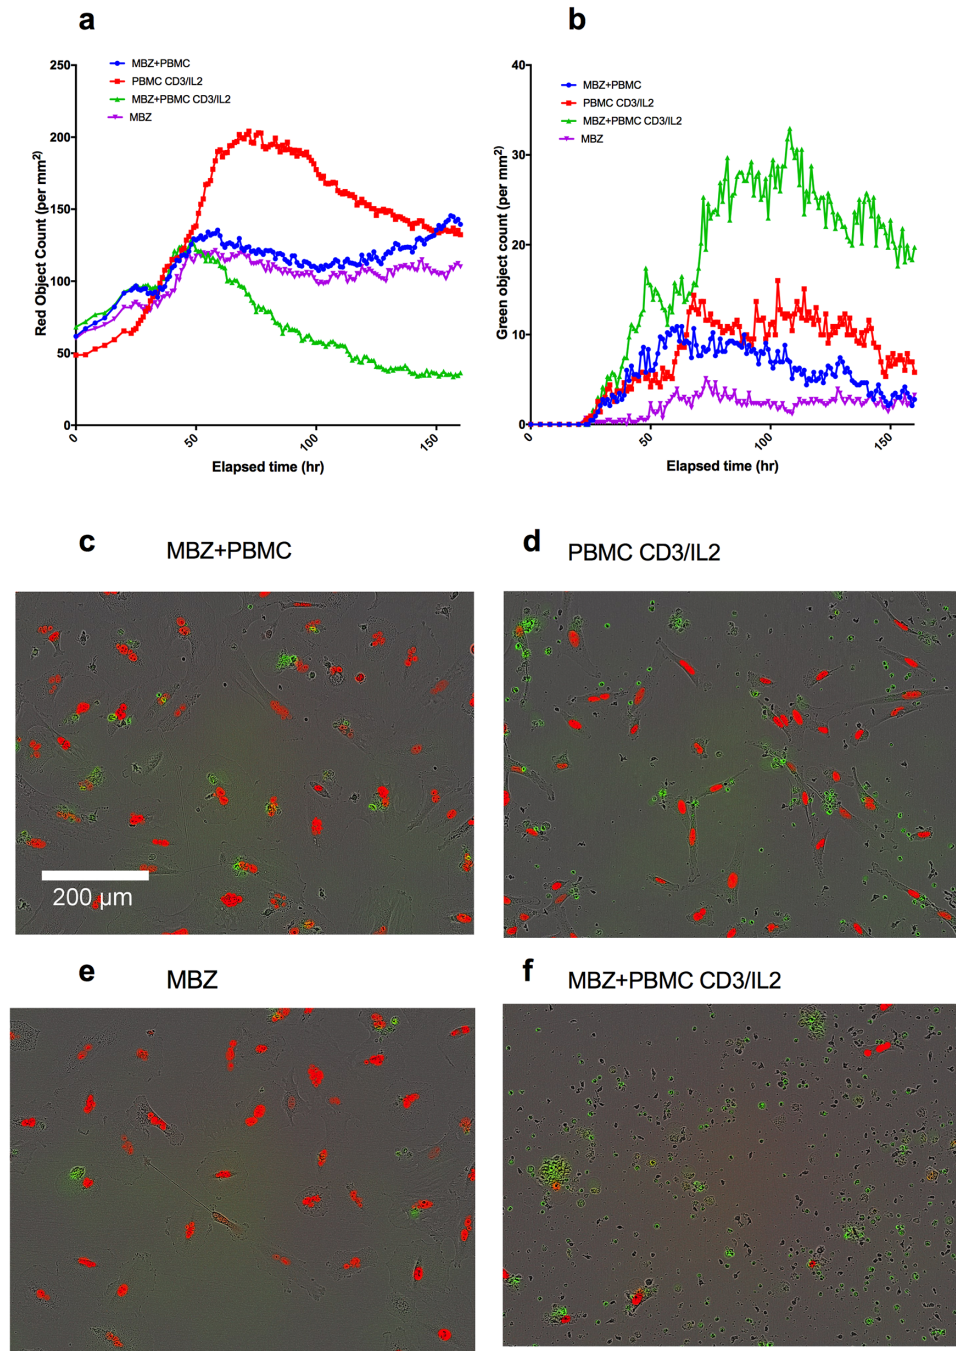 a
250
200
150
100
50
0
0
50
100
150
Red Object Count (per mm2)
Elapsed time (hr)
MBZ+PBMC
PBMC CD3/IL2
MBZ+PBMC CD3/IL2
MBZ
b
40
30
20
10
0
0
50
100
150
Green object count (per mm2)
Elapsed time (hr)
MBZ+PBMC
PBMC CD3/IL2
MBZ+PBMC CD3/IL2
MBZ
c
MBZ+PBMC
200 µm
d
PBMC CD3/IL2
e
MBZ
f
MBZ+PBMC CD3/IL2